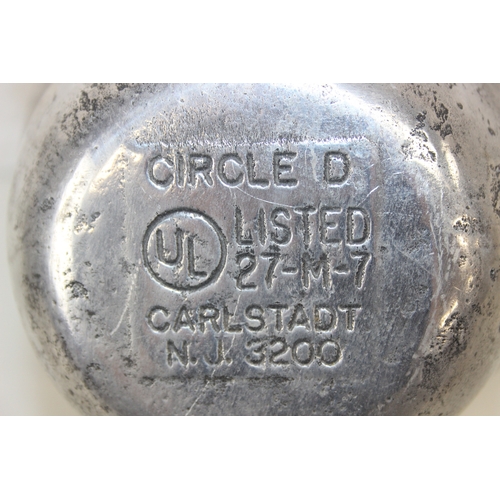 CIRCLE D
UL LISTED
27-M-7
CARLSTADT
N.J. 3200